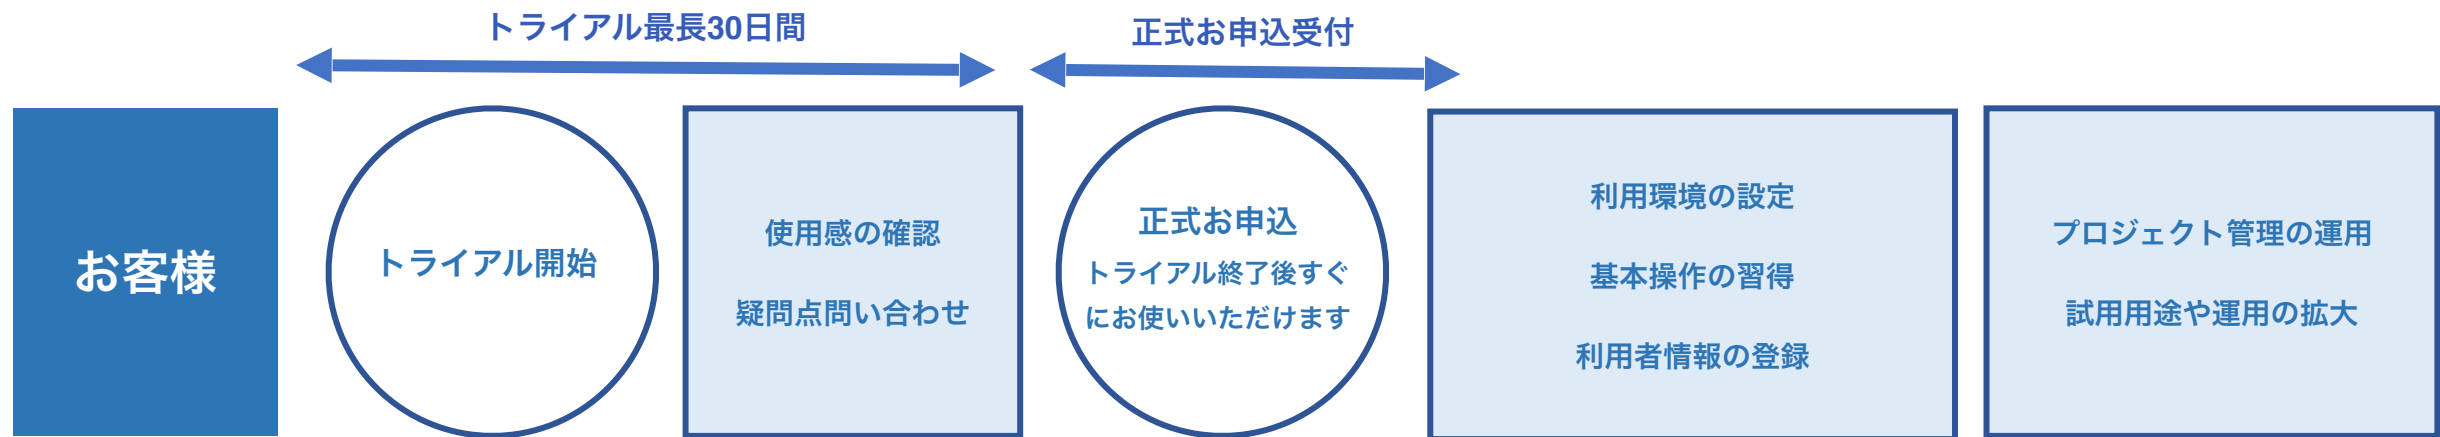 トライアル最長30日間
正式お申込受付
お客様
トライアル開始
使用感の確認
疑問点問い合わせ
正式お申込
トライアル終了後すぐ
にお使いいただけます
利用環境の設定
基本操作の習得
利用者情報の登録
プロジェクト管理の運用
試用用途や運用の拡大